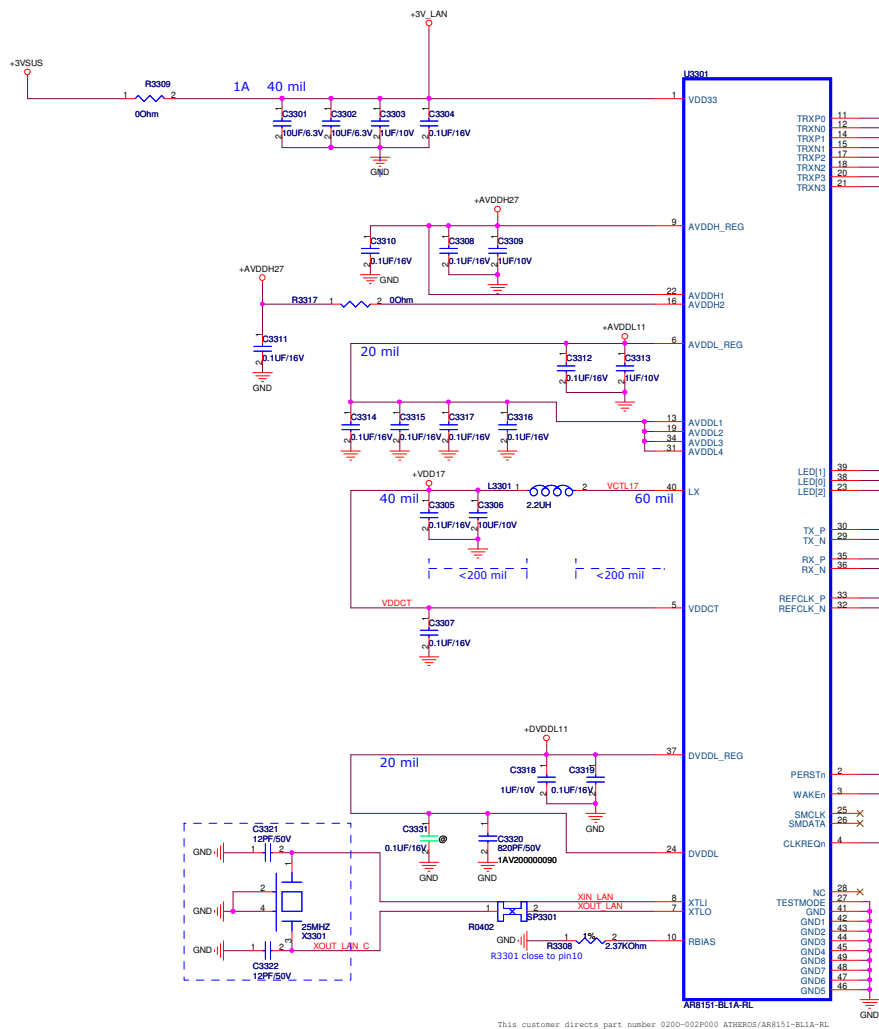 +3V_LAN
+3VSUS
R3309
1 2
0Ohm
1A 40 mil
U3301
1 VDD33
C3301
10UF/6.3V
C3302
10UF/6.3V
C3303
1UF/10V
C3304
0.1UF/16V
GND
TRXP0 11
TRXN0 12
TRXP1 14
TRXN1 15
TRXP2 17
TRXN2 18
TRXP3 20
TRXN3 21
+AVDDH27
9 AVDDH_REG
C3310
0.1UF/16V
GND
C3308
0.1UF/16V
C3309
1UF/10V
+AVDDH27
R3317 1 2 0Ohm
22 AVDDH1
16 AVDDH2
C3311
0.1UF/16V
GND
+AVDDL11
20 mil
6 AVDDL_REG
C3312
0.1UF/16V
C3313
1UF/10V
C3314
0.1UF/16V
C3315
0.1UF/16V
C3317
0.1UF/16V
C3316
0.1UF/16V
13 AVDDL1
19 AVDDL2
34 AVDDL3
31 AVDDL4
+VDD17
40 mil
L3301 1 2
2.2UH
VCTL17
60 mil
40 LX
C3305
0.1UF/16V
C3306
10UF/10V
LED[1] 39
LED[0] 38
LED[2] 23
TX_P 30
TX_N 29
RX_P 35
RX_N 36
<200 mil
<200 mil
REFCLK_P 33
REFCLK_N 32
VDDCT
5 VDDCT
C3307
0.1UF/16V
+DVDDL11
20 mil
37 DVDDL_REG
C3318
1UF/10V
C3319
0.1UF/16V
GND
PERSTn 2
WAKEn 3
SMCLK 25
SMDATA 26
CLKREQn 4
C3331
@
0.1UF/16V
GND
C3320
820PF/50V
1AV200000090
GND
24 DVDDL
C3321
12PF/50V
GND 1 2
GND
2
4
1
3
25MHZ
X3301
XOUT_LAN_C
GND 1 2
C3322
12PF/50V
XIN_LAN
XOUT_LAN
8 XTLI
7 XTLO
1 2
R0402
SP3301
GND
1 1% 2
R3308
2.37KOhm
10 RBIAS
R3301 close to pin10
NC 28
TESTMODE 27
GND 41
GND1 42
GND2 43
GND3 44
GND4 45
GND8 49
GND7 48
GND6 47
GND5 46
GND
AR8151-BL1A-RL
This customer directs part number 0200-002P000 ATHEROS/AR8151-BL1A-RL